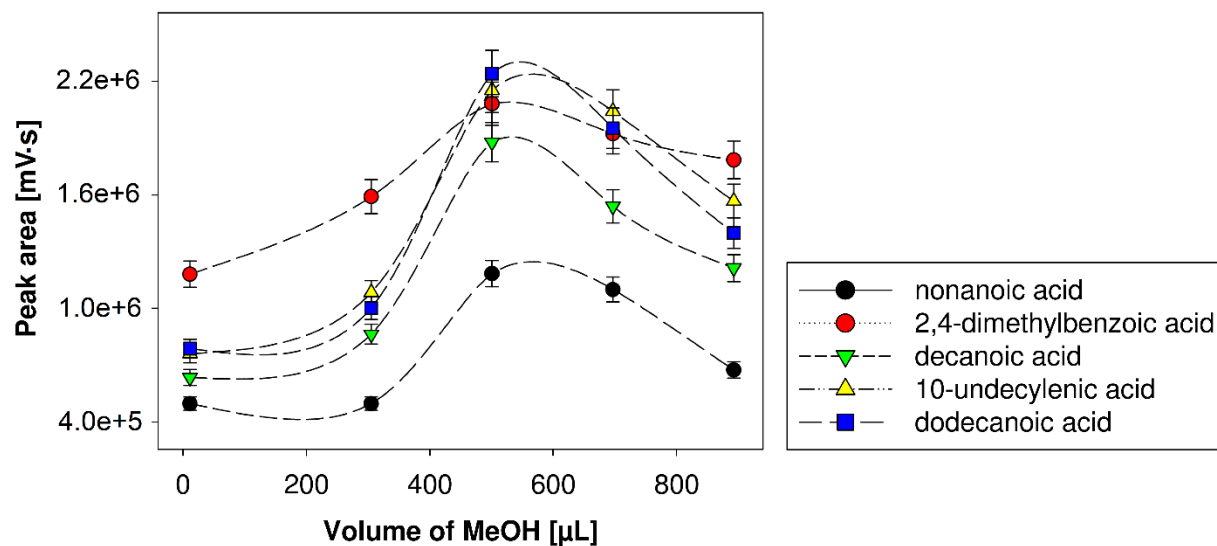 Peak area [mV·s]
2.2e+6
1.6e+6
1.0e+6
4.0e+5
0 200 400 600 800
Volume of MeOH [µL]
nonanoic acid
2,4-dimethylbenzoic acid
decanoic acid
10-undecylenic acid
dodecanoic acid